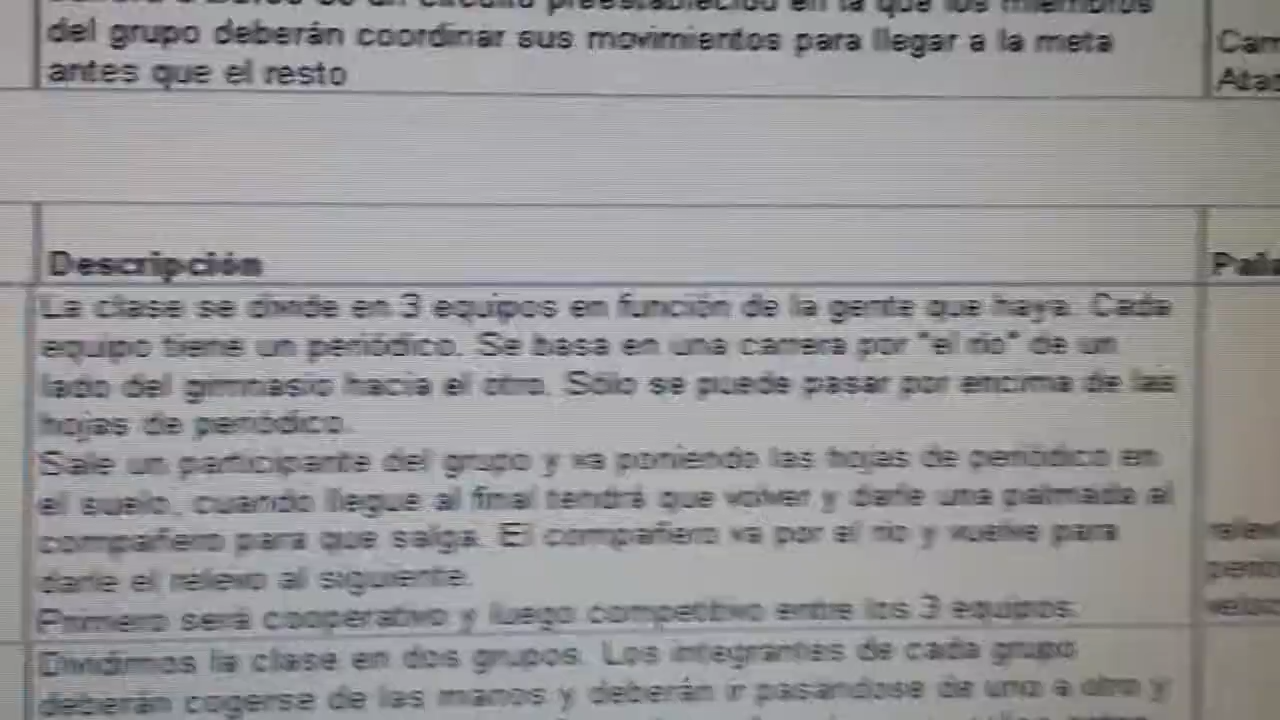 en la que los miembros
del grupo deberán coordinar sus movimientos para llegar a la meta
antes que el resto
Descripción
La clase se divide en 3 equipos en función de la gente que haya. Cada
equipo tiene un periódico. Se basa en una carrera por "el río" de un
lado del gimnasio hacia el otro. Sólo se puede pasar por encima de las
hojas de periódico.
Sale un participante del grupo y va poniendo las hojas de periódico en
el suelo, cuando llegue al final tendrá que volver y darle una palmada al
compañero para que salga. El compañero va por el río y vuelve para
darle el relevo al siguiente.
Primero será cooperativo y luego competitivo entre los 3 equipos.
Dividimos la clase en dos grupos. Los integrantes de cada grupo
deberán cogerse de las manos y deberán ir pasándose de uno a otro y